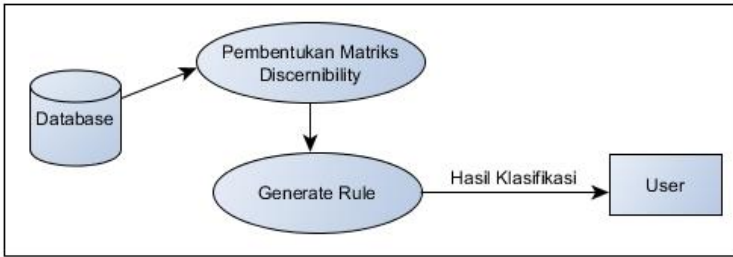 Pembentukan Matriks
Discernibility
Database
Generate Rule
Hasil Klasifikasi
User